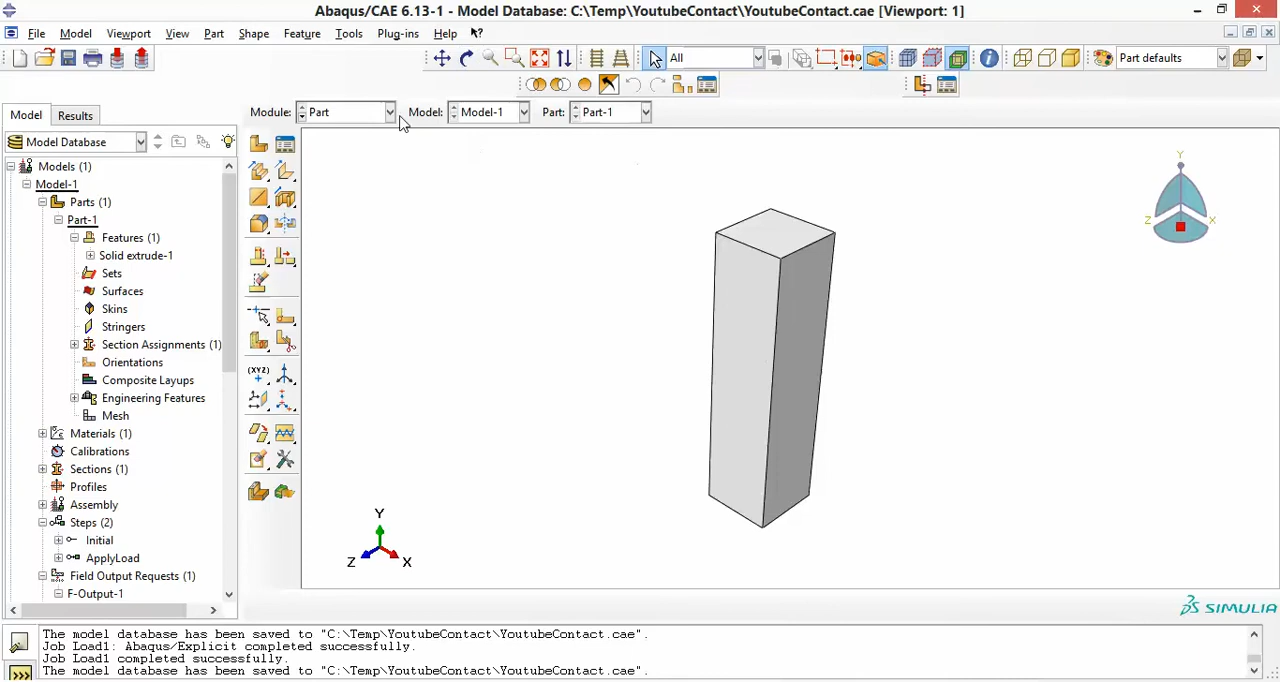 Abaqus/CAE 6.13-1 - Model Database: C:\Temp\YoutubeContact\YoutubeContact.cae [Viewport: 1]
File Model Viewport View Part Shape Feature Tools Plug-ins Help
All
Part defaults
Model Results
Module: Part Model: Model-1 Part: Part-1
Model Database
Models (1)
Model-1
Parts (1)
Part-1
Features (1)
Solid extrude-1
Sets
Surfaces
Skins
Stringers
Section Assignments (1)
Orientations
Composite Layups
Engineering Features
Mesh
Materials (1)
Calibrations
Sections (1)
Profiles
Assembly
Steps (2)
Initial
ApplyLoad
Field Output Requests (1)
F-Output-1
(XYZ)
Y
Z X
Y
Z X
SIMULIA
The model database has been saved to "C:\Temp\YoutubeContact\YoutubeContact.cae".
Job Load1: Abaqus/Explicit completed successfully.
Job Load1 completed successfully.
The model database has been saved to "C:\Temp\YoutubeContact\YoutubeContact.cae".